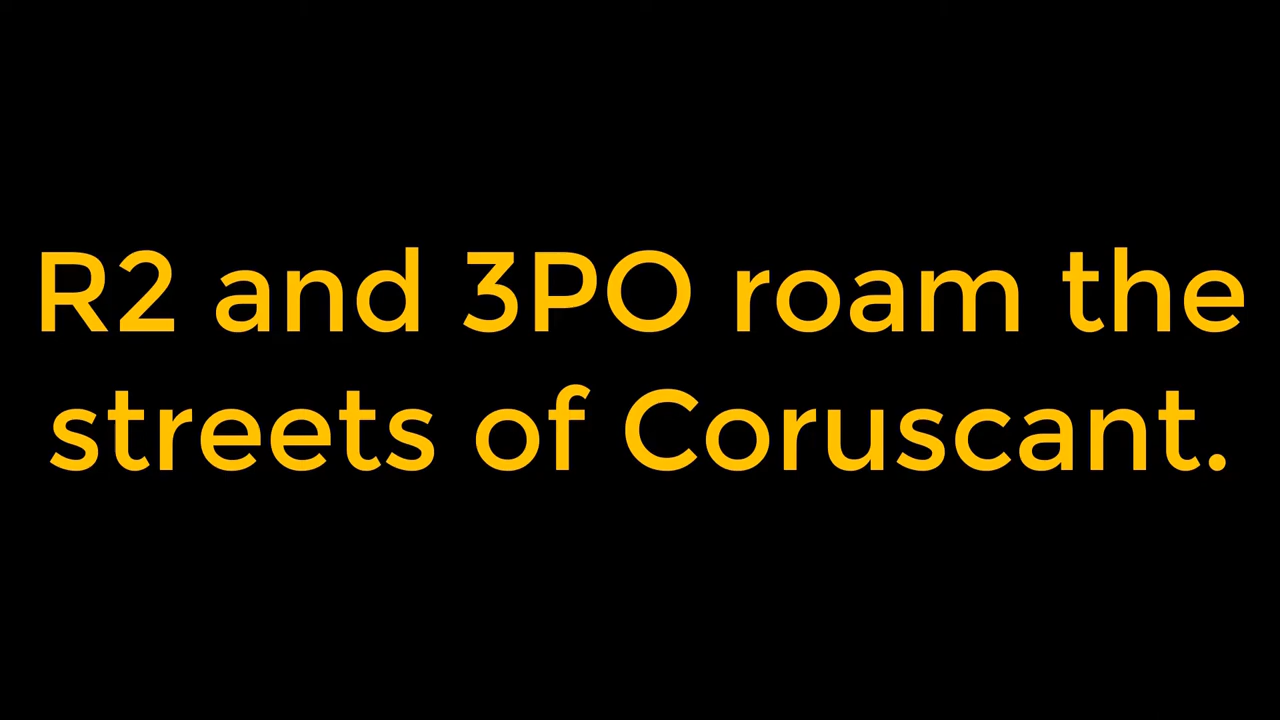 R2 and 3PO roam the
streets of Coruscant.